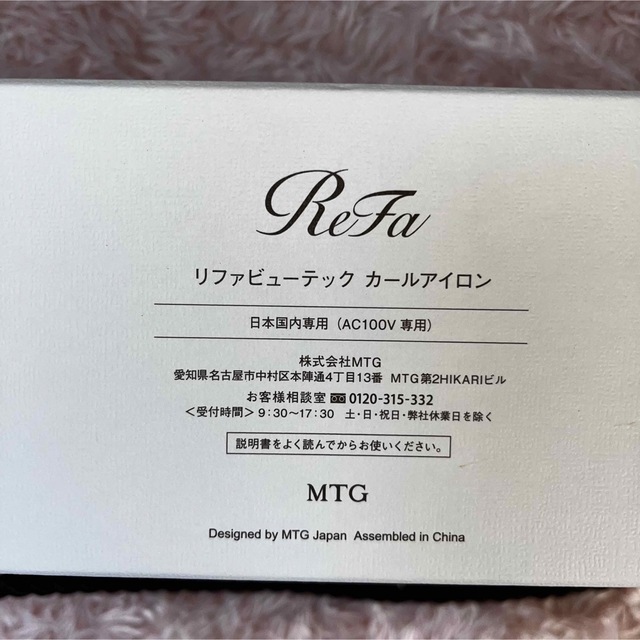 ReFa
リファビューテック カールアイロン
日本国内専用（AC100V 専用）
株式会社MTG
愛知県名古屋市中村区本陣通4丁目13番 MTG第2HIKARIビル
お客様相談室 0120-315-332
＜受付時間＞9:30〜17:30 土・日・祝日・弊社休業日を除く
説明書をよく読んでからお使いください。
MTG
Designed by MTG Japan Assembled in China